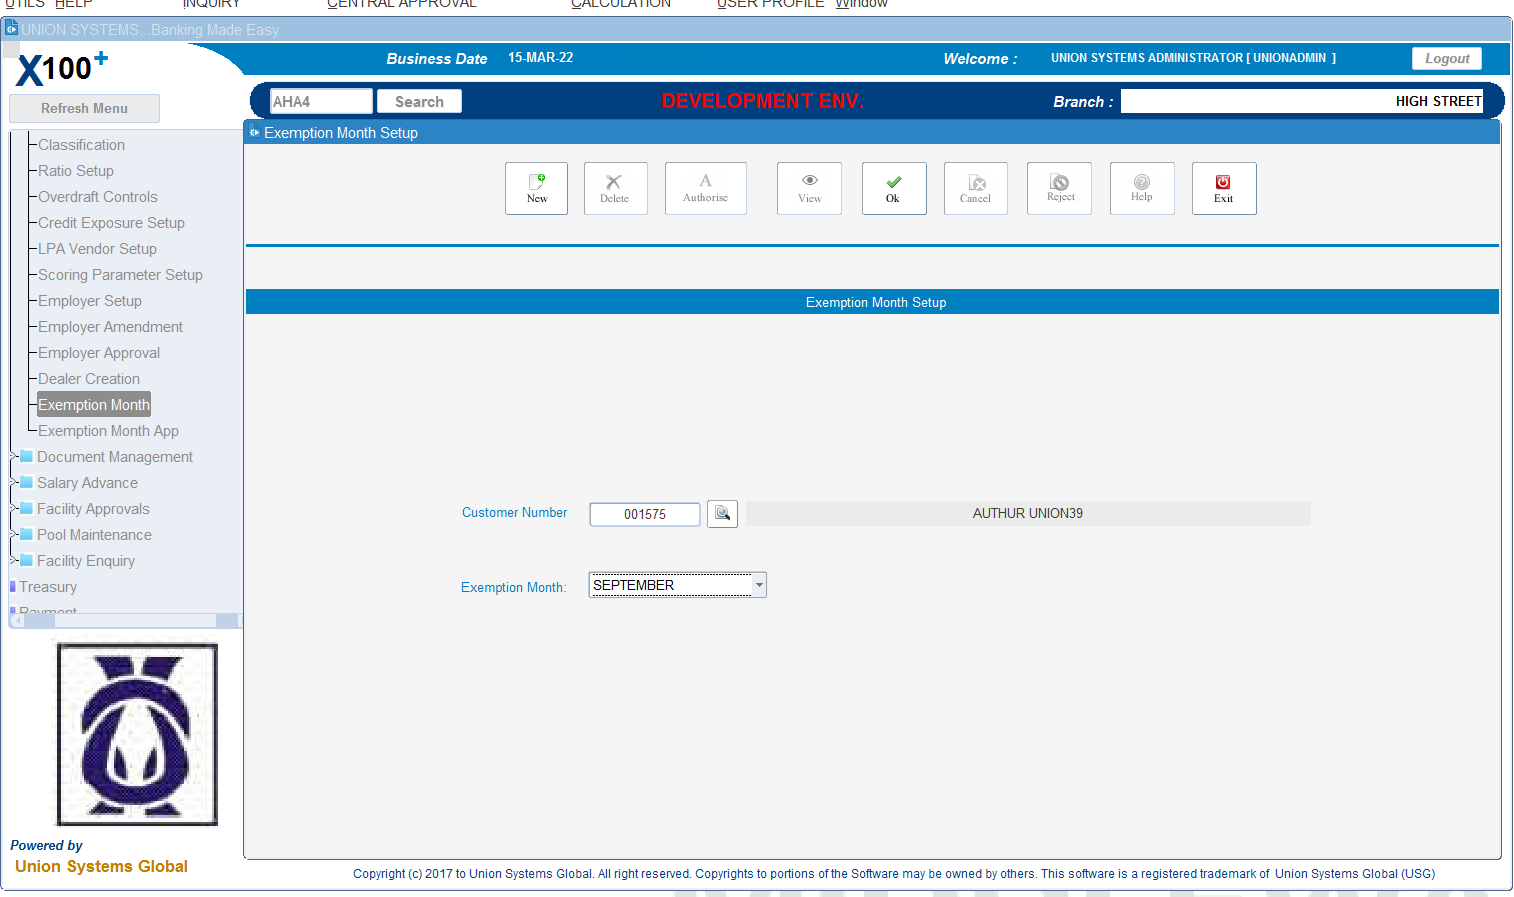 UTILS HELP INQUIRY CENTRAL APPROVAL CALCULATION USER PROFILE Window
UNION SYSTEMS...Banking Made Easy
X100+
Business Date 15-MAR-22 Welcome : UNION SYSTEMS ADMINISTRATOR [ UNIONADMIN ] Logout
Refresh Menu
AHA4 Search DEVELOPMENT ENV. Branch : HIGH STREET
Exemption Month Setup
New Delete Authorise View Ok Cancel Reject Help Exit
Exemption Month Setup
Classification
Ratio Setup
Overdraft Controls
Credit Exposure Setup
LPA Vendor Setup
Scoring Parameter Setup
Employer Setup
Employer Amendment
Employer Approval
Dealer Creation
Exemption Month
Exemption Month App
Document Management
Salary Advance
Facility Approvals
Pool Maintenance
Facility Enquiry
Treasury
Payment
Customer Number 001575 AUTHUR UNION39
Exemption Month: SEPTEMBER
Powered by
Union Systems Global
Copyright (c) 2017 to Union Systems Global. All right reserved. Copyrights to portions of the Software may be owned by others. This software is a registered trademark of Union Systems Global (USG)